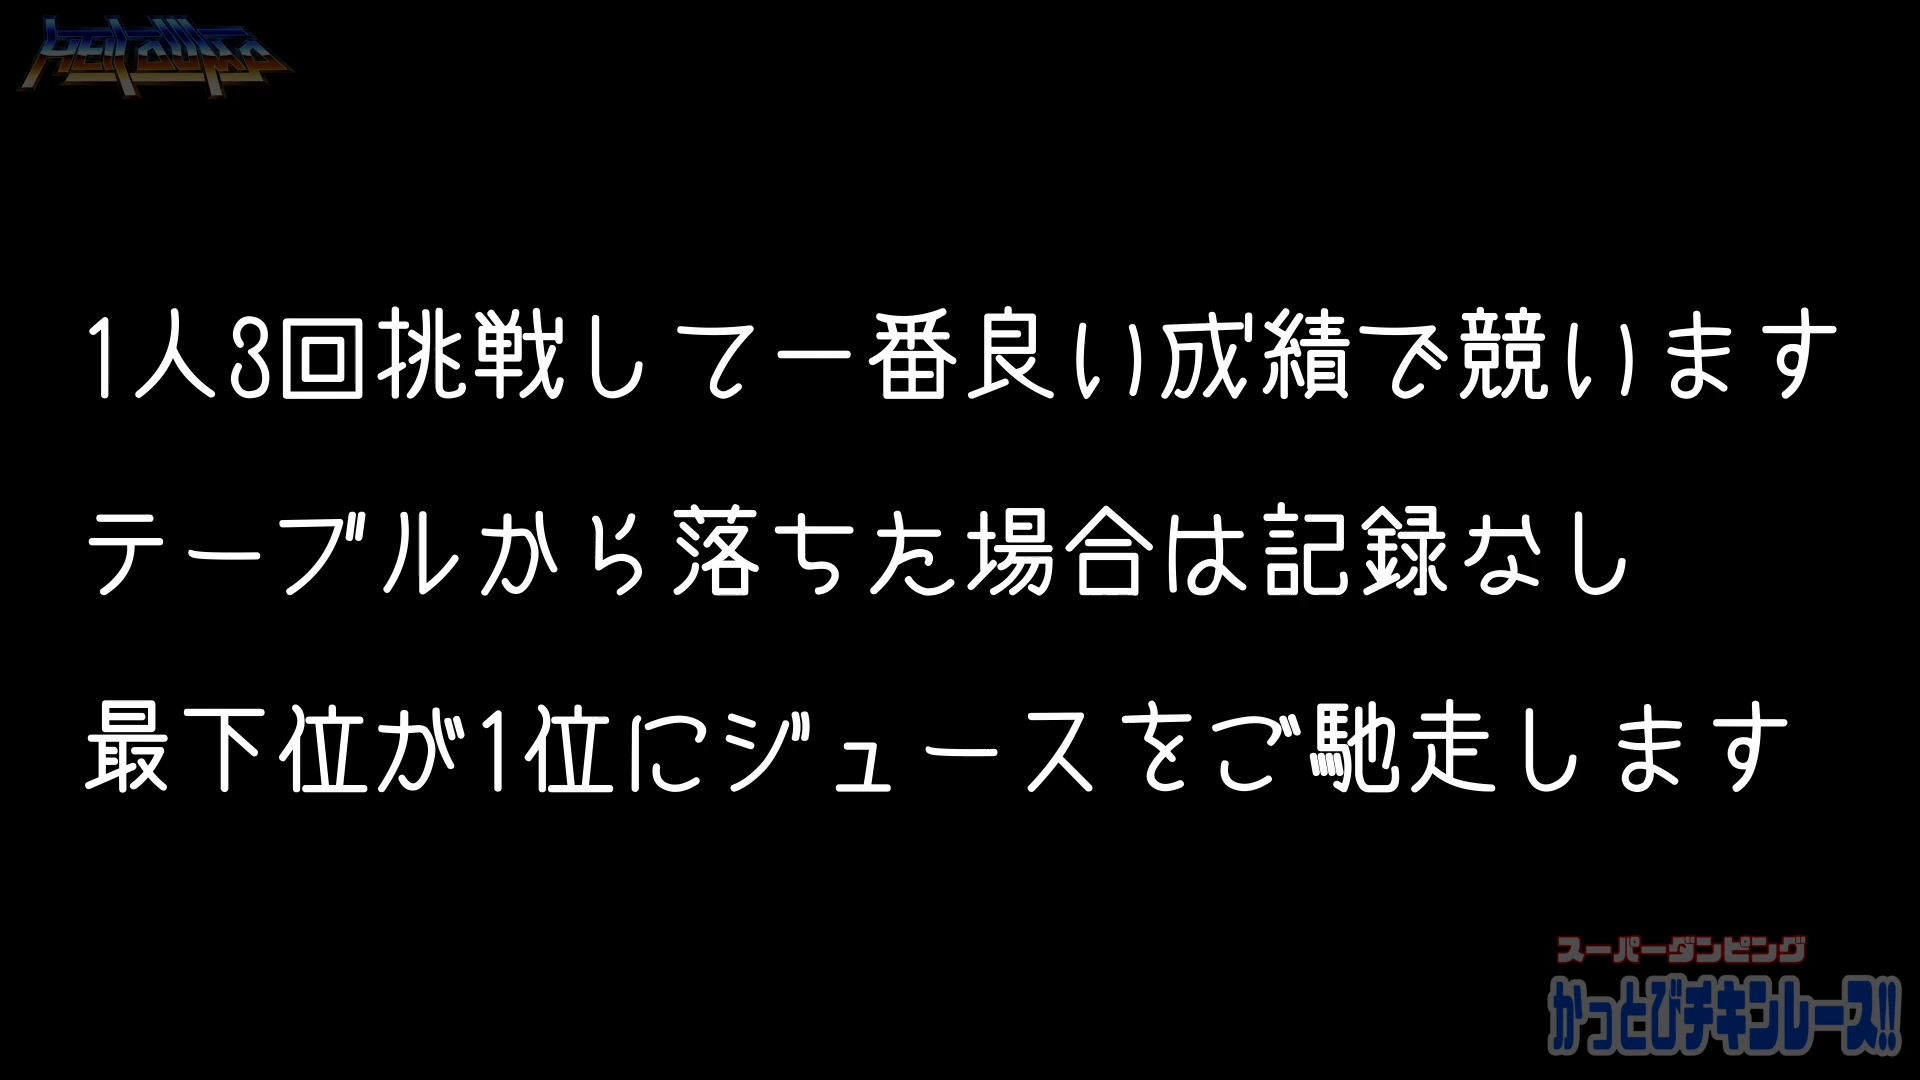 1人3回挑戦して一番良い成績で競います
テーブルから落ちた場合は記録なし
最下位が1位にジュースをご馳走します
スーパーダンピング
かっとびチキンレース!!